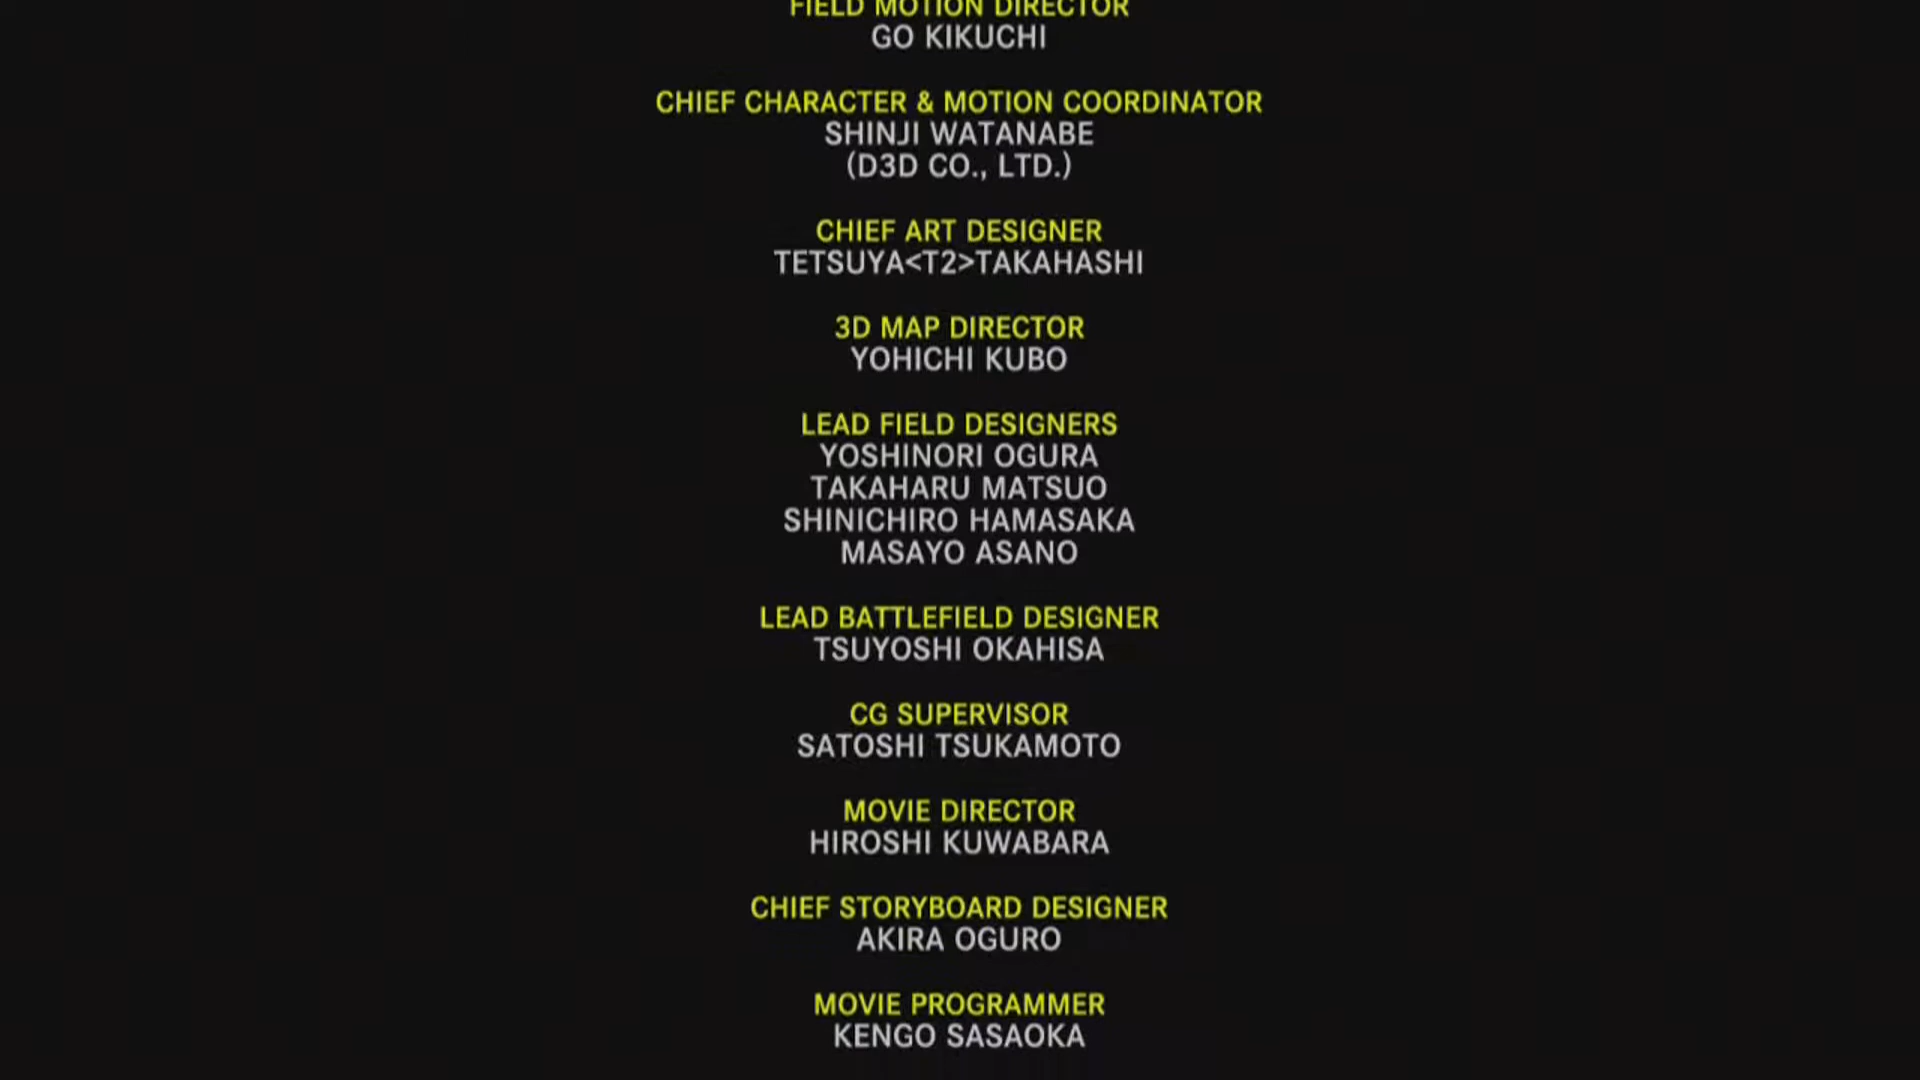 FIELD MOTION DIRECTOR
GO KIKUCHI
CHIEF CHARACTER & MOTION COORDINATOR
SHINJI WATANABE
(D3D CO., LTD.)
CHIEF ART DESIGNER
TETSUYA<T2>TAKAHASHI
3D MAP DIRECTOR
YOHICHI KUBO
LEAD FIELD DESIGNERS
YOSHINORI OGURA
TAKAHARU MATSUO
SHINICHIRO HAMASAKA
MASAYO ASANO
LEAD BATTLEFIELD DESIGNER
TSUYOSHI OKAHISA
CG SUPERVISOR
SATOSHI TSUKAMOTO
MOVIE DIRECTOR
HIROSHI KUWABARA
CHIEF STORYBOARD DESIGNER
AKIRA OGURO
MOVIE PROGRAMMER
KENGO SASAOKA